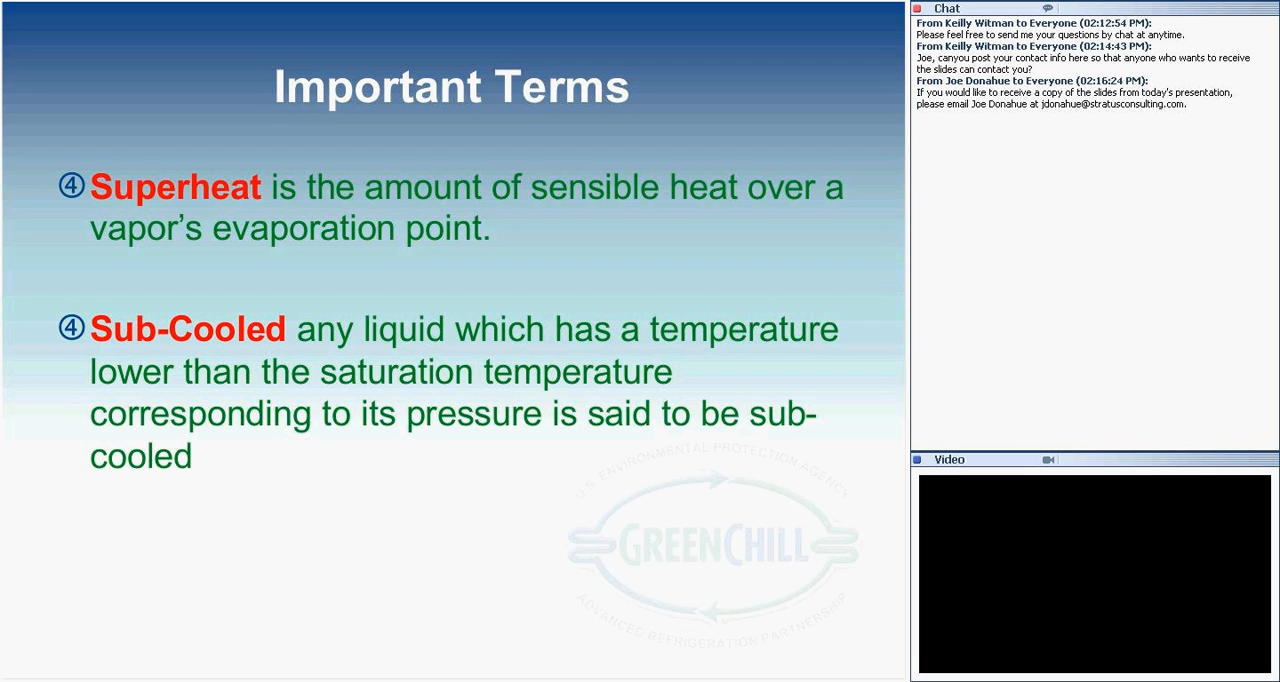 Important Terms
④ Superheat is the amount of sensible heat over a
vapor's evaporation point.
④ Sub-Cooled any liquid which has a temperature
lower than the saturation temperature
corresponding to its pressure is said to be sub-
cooled
U.S. ENVIRONMENTAL PROTECTION AGENCY
GREENCHILL
ADVANCED REFRIGERATION PARTNERSHIP
Chat
From Keilly Witman to Everyone (02:12:54 PM):
Please feel free to send me your questions by chat at anytime.
From Keilly Witman to Everyone (02:14:43 PM):
Joe, canyou post your contact info here so that anyone who wants to receive
the slides can contact you?
From Joe Donahue to Everyone (02:16:24 PM):
If you would like to receive a copy of the slides from today's presentation,
please email Joe Donahue at jdonahue@stratusconsulting.com.
Video